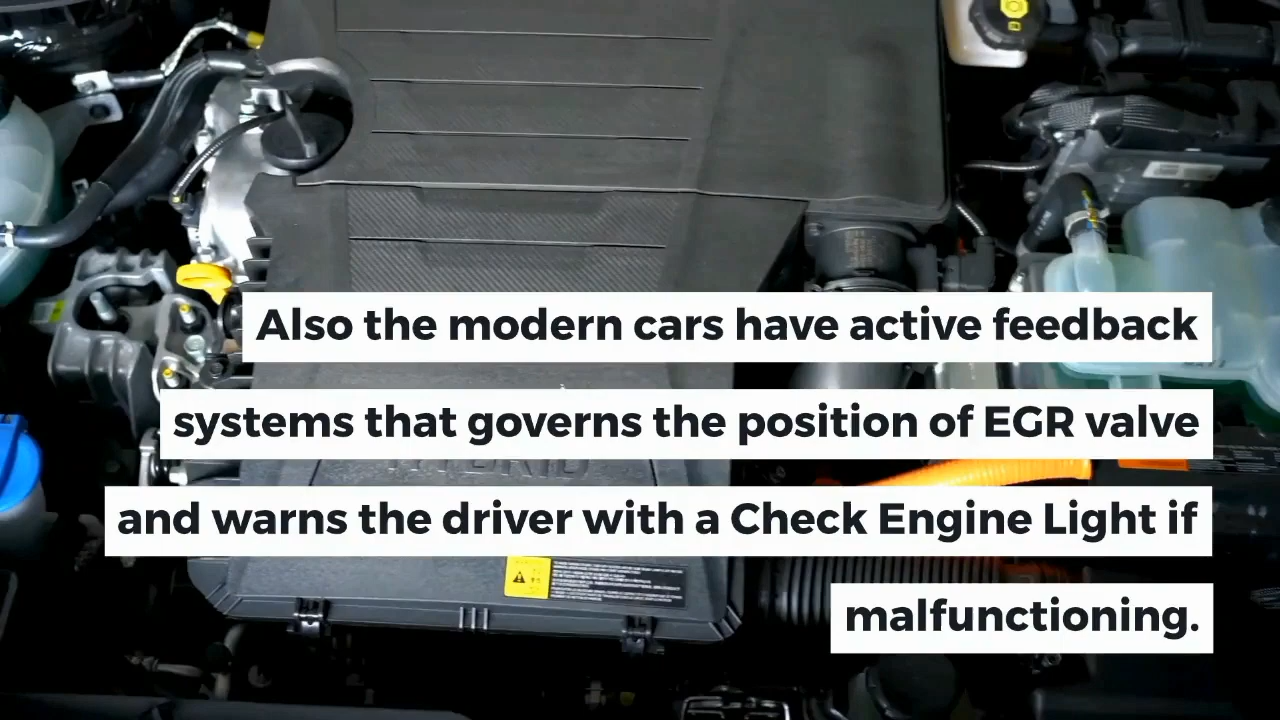 Also the modern cars have active feedback
systems that governs the position of EGR valve
and warns the driver with a Check Engine Light if
malfunctioning.
HYBRID